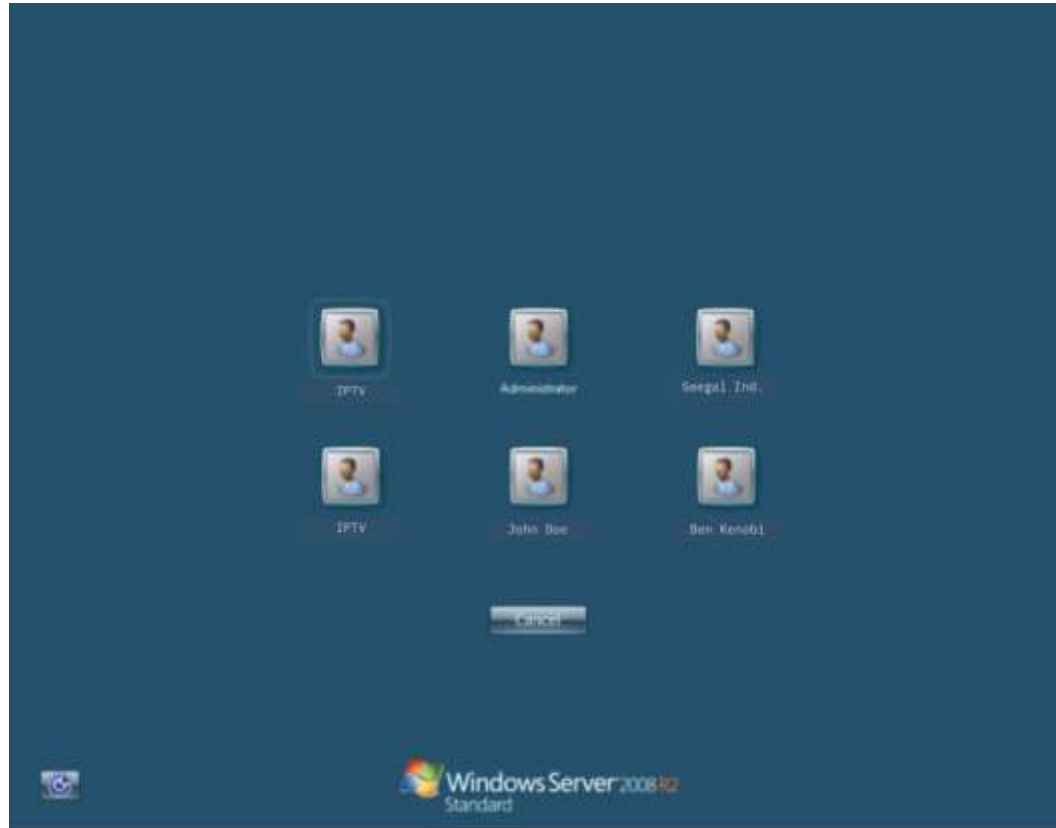 IPTV
Administrator
Seegal Ind.
IPTV
John Doe
Ben Kenobi
Cancel
Windows Server 2008 R2
Standard